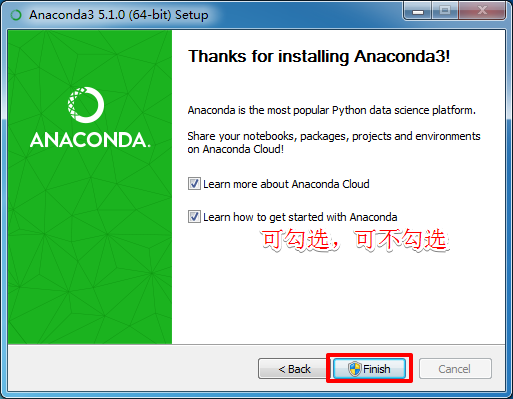 Anaconda3 5.1.0 (64-bit) Setup
Thanks for installing Anaconda3!
ANACONDA.
Anaconda is the most popular Python data science platform.
Share your notebooks, packages, projects and environments
on Anaconda Cloud!
Learn more about Anaconda Cloud
Learn how to get started with Anaconda
可勾选，可不勾选
< Back
Finish
Cancel